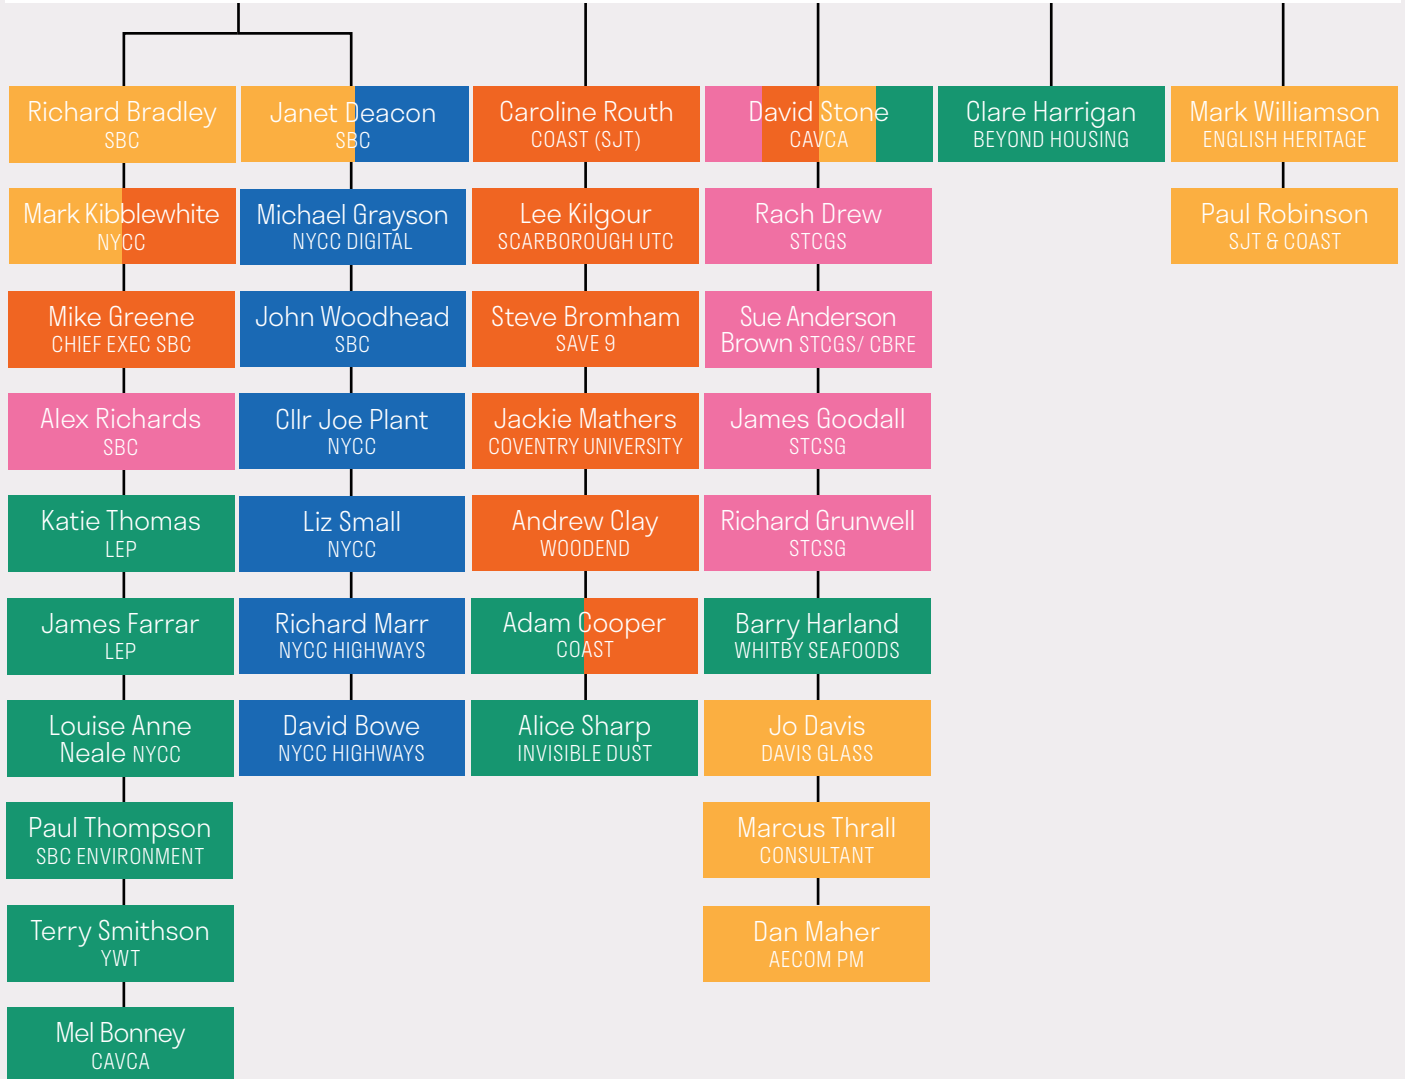 Richard Bradley
SBC
Mark Kibblewhite
NYCC
Mike Greene
CHIEF EXEC SBC
Alex Richards
SBC
Katie Thomas
LEP
James Farrar
LEP
Louise Anne
Neale NYCC
Paul Thompson
SBC ENVIRONMENT
Terry Smithson
YWT
Mel Bonney
CAVCA
Janet Deacon
SBC
Michael Grayson
NYCC DIGITAL
John Woodhead
SBC
Cllr Joe Plant
NYCC
Liz Small
NYCC
Richard Marr
NYCC HIGHWAYS
David Bowe
NYCC HIGHWAYS
Caroline Routh
COAST (SJT)
Lee Kilgour
SCARBOROUGH UTC
Steve Bromham
SAVE 9
Jackie Mathers
COVENTRY UNIVERSITY
Andrew Clay
WOODEND
Adam Cooper
COAST
Alice Sharp
INVISIBLE DUST
David Stone
CAVCA
Rach Drew
STCGS
Sue Anderson
Brown STCGS/ CBRE
James Goodall
STCSG
Richard Grunwell
STCSG
Barry Harland
WHITBY SEAFOODS
Jo Davis
DAVIS GLASS
Marcus Thrall
CONSULTANT
Dan Maher
AECOM PM
Clare Harrigan
BEYOND HOUSING
Mark Williamson
ENGLISH HERITAGE
Paul Robinson
SJT & COAST